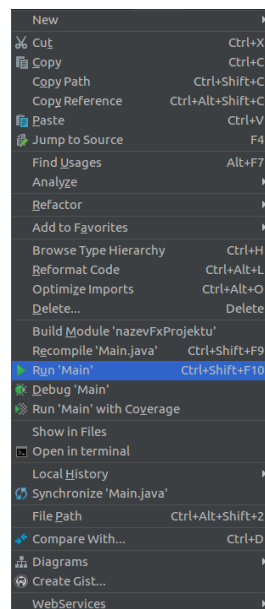 New
Cut Ctrl+X
Copy Ctrl+C
Copy Path Ctrl+Shift+C
Copy Reference Ctrl+Alt+Shift+C
Paste Ctrl+V
Jump to Source F4
Find Usages Alt+F7
Analyze
Refactor
Add to Favorites
Browse Type Hierarchy Ctrl+H
Reformat Code Ctrl+Alt+L
Optimize Imports Ctrl+Alt+O
Delete... Delete
Build Module 'nazevFxProjektu'
Recompile 'Main.java' Ctrl+Shift+F9
Run 'Main' Ctrl+Shift+F10
Debug 'Main'
Run 'Main' with Coverage
Show in Files
Open in terminal
Local History
Synchronize 'Main.java'
File Path Ctrl+Alt+Shift+2
Compare With... Ctrl+D
Diagrams
Create Gist...
WebServices